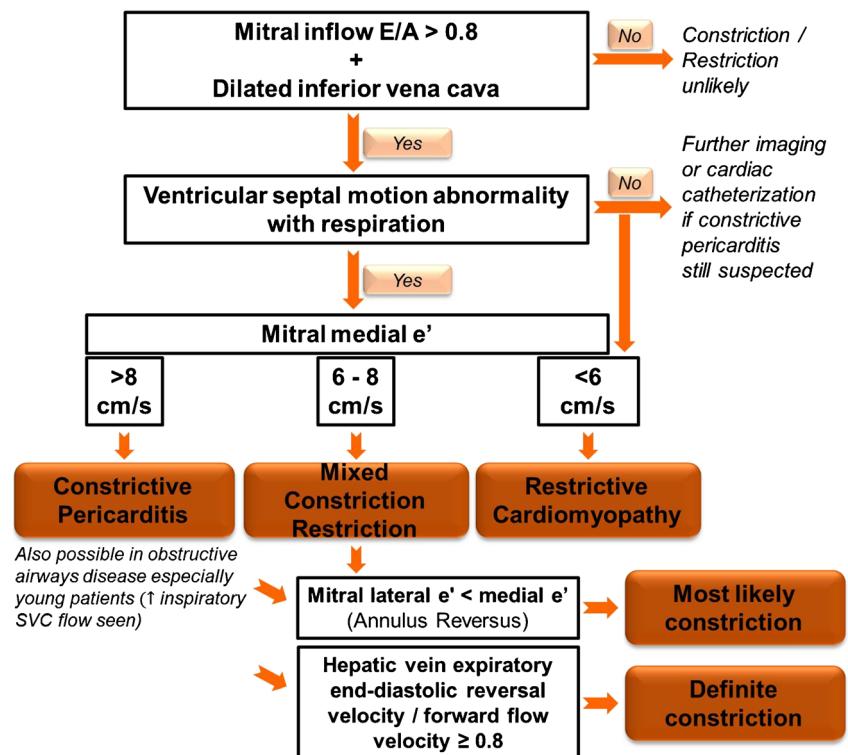 Mitral inflow E/A > 0.8
+
Dilated inferior vena cava
No
Constriction /
Restriction
unlikely
Yes
Ventricular septal motion abnormality
with respiration
No
Further imaging
or cardiac
catheterization
if constrictive
pericarditis
still suspected
Yes
Mitral medial e’
>8
cm/s
6 - 8
cm/s
<6
cm/s
Constrictive
Pericarditis
Mixed
Constriction
Restriction
Restrictive
Cardiomyopathy
Also possible in obstructive
airways disease especially
young patients (↑ inspiratory
SVC flow seen)
Mitral lateral e' < medial e’
(Annulus Reversus)
Most likely
constriction
Hepatic vein expiratory
end-diastolic reversal
velocity / forward flow
velocity ≥ 0.8
Definite
constriction